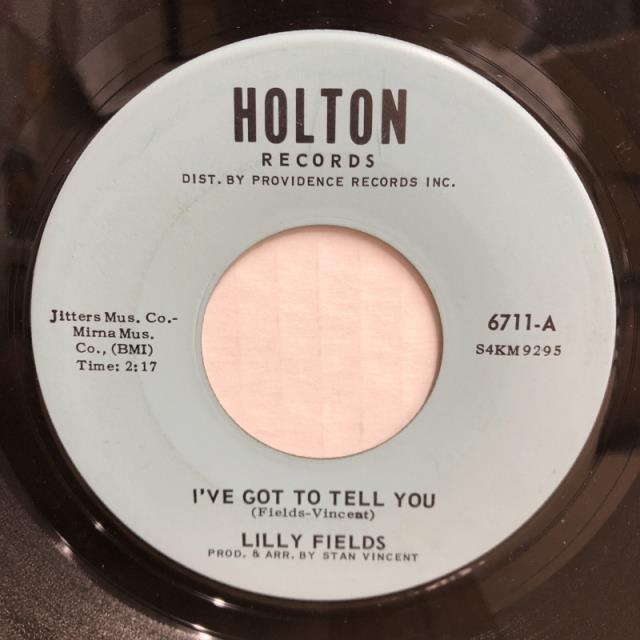 HOLTON
RECORDS
DIST. BY PROVIDENCE RECORDS INC.
Jitters Mus. Co.-
Mirna Mus.
Co., (BMI)
Time: 2:17
6711-A
S4KM9295
I'VE GOT TO TELL YOU
(Fields-Vincent)
LILLY FIELDS
PROD. & ARR. BY STAN VINCENT